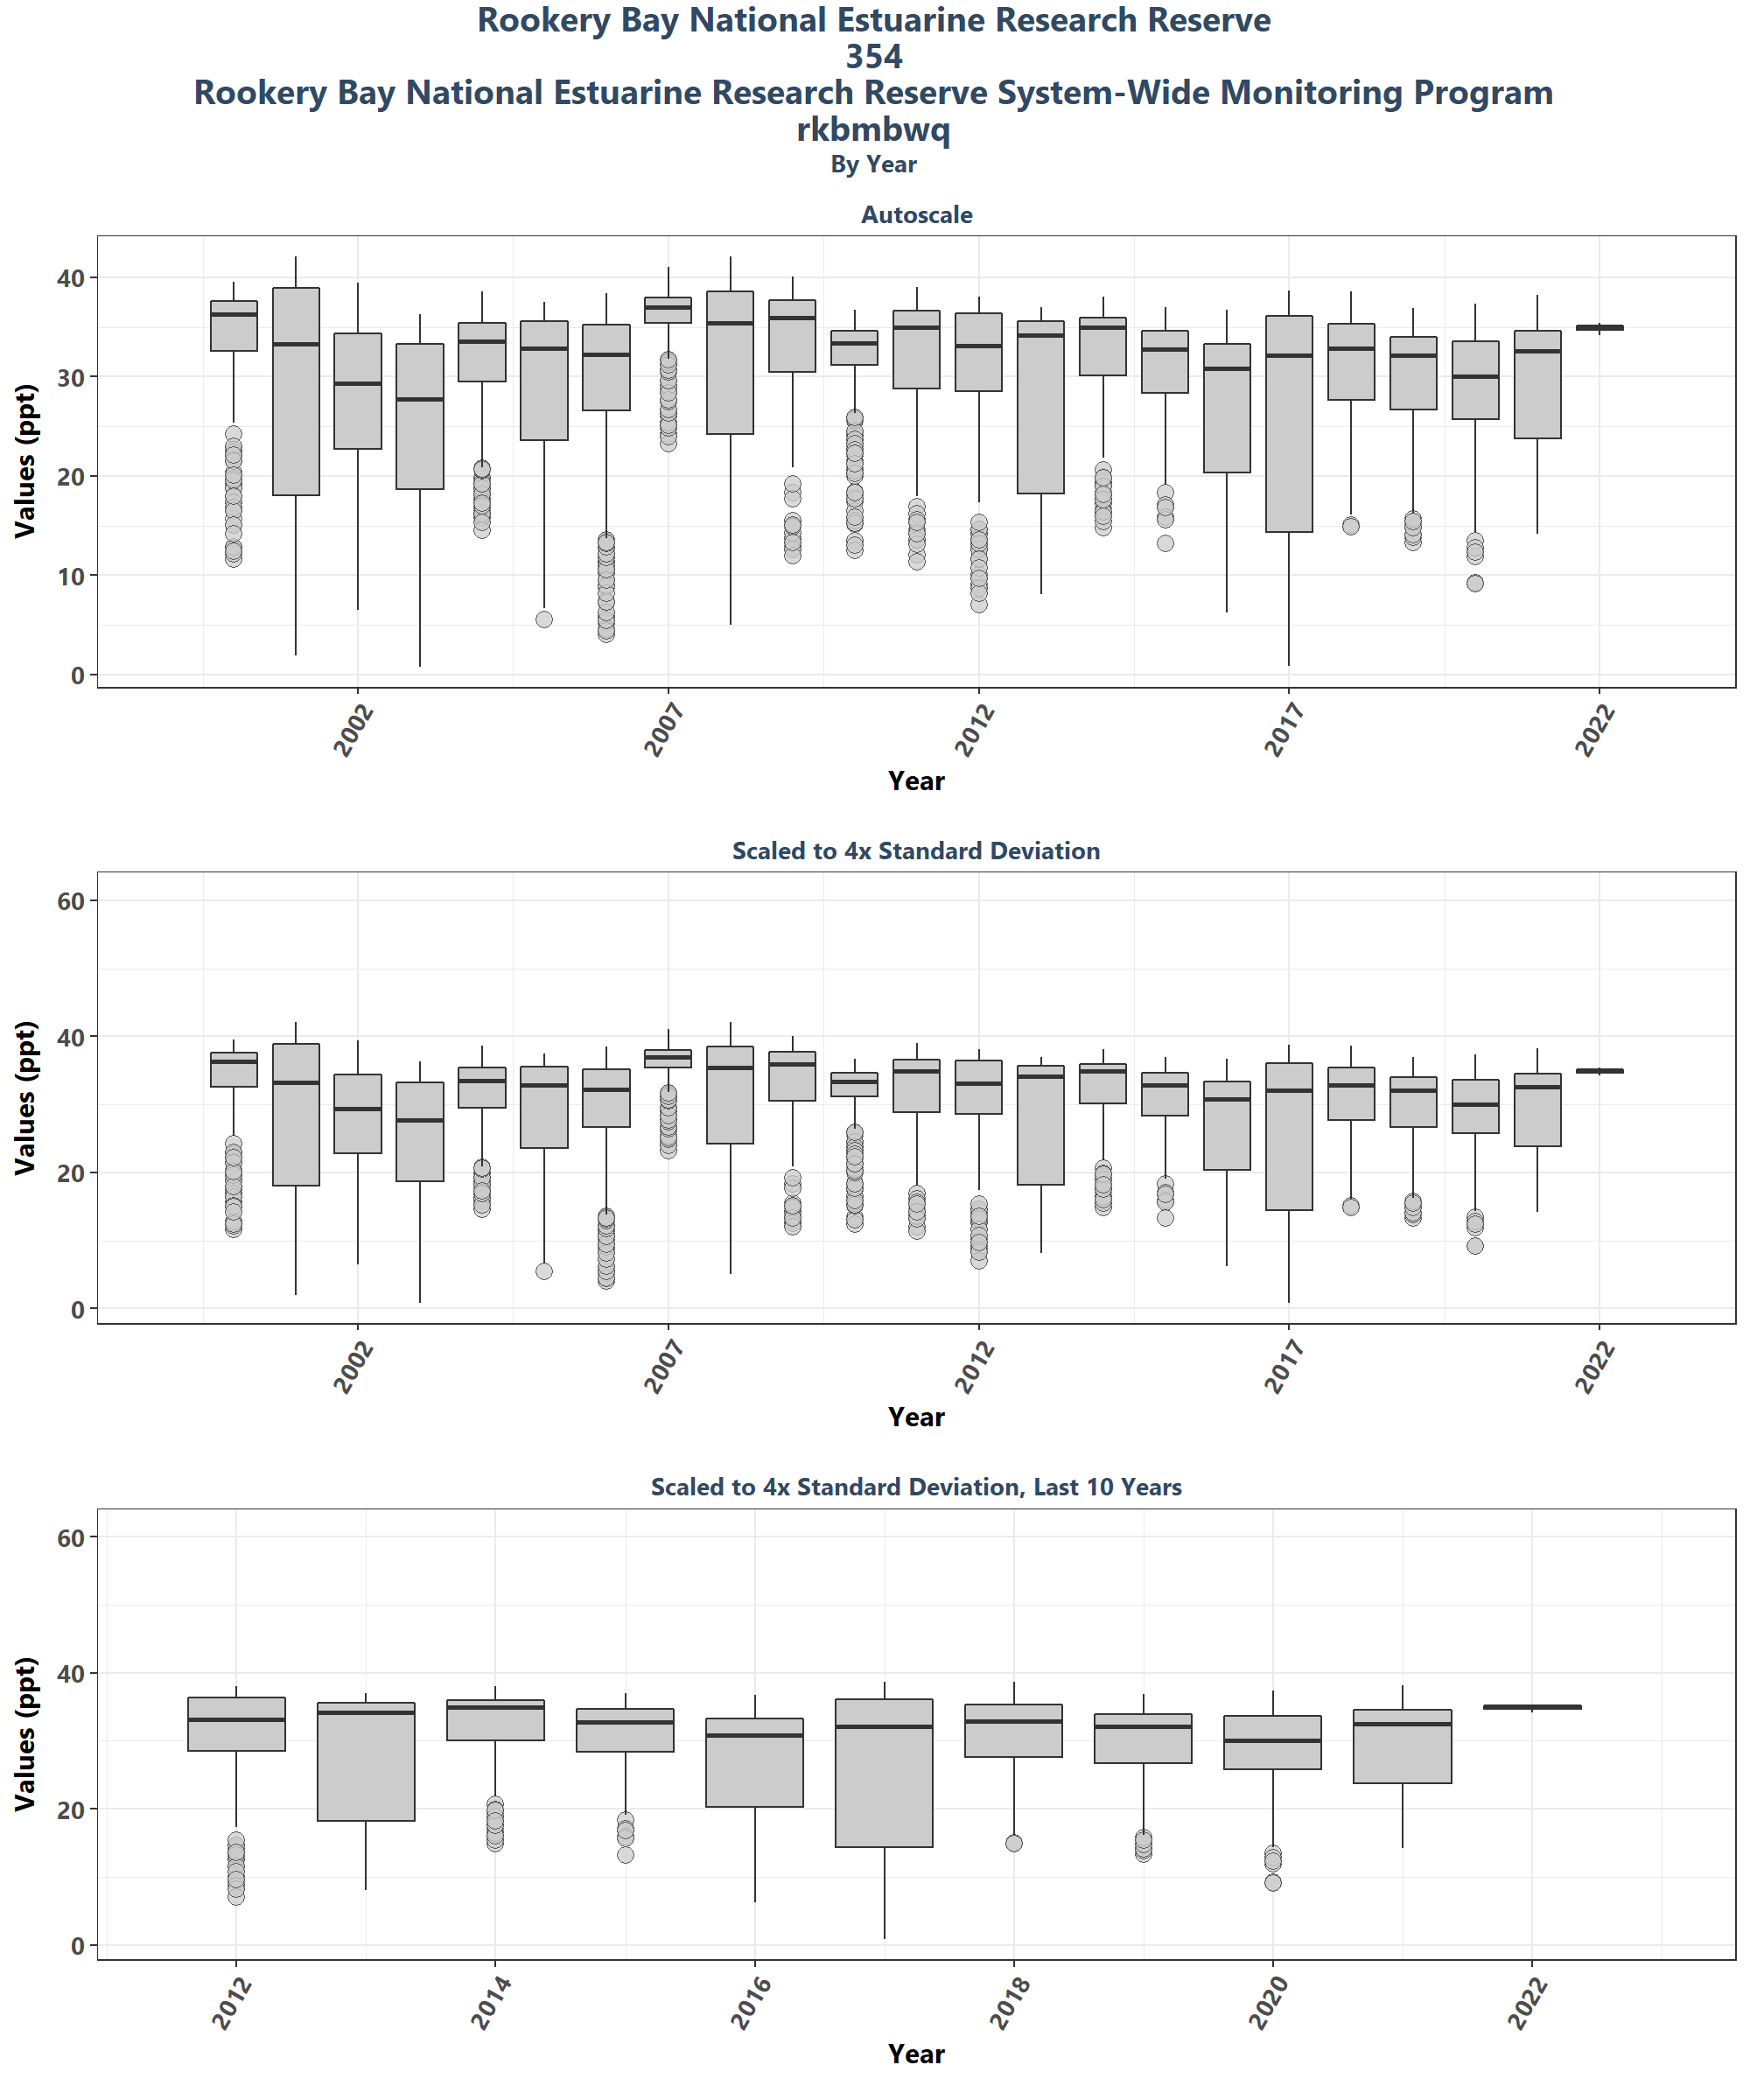 Rookery Bay National Estuarine Research Reserve
354
Rookery Bay National Estuarine Research Reserve System-Wide Monitoring Program
rkbmbwq
By Year
Autoscale
Values (ppt)
40
30
20
10
0
2002 2007 2012 2017 2022
Year
Scaled to 4x Standard Deviation
Values (ppt)
60
40
20
0
2002 2007 2012 2017 2022
Year
Scaled to 4x Standard Deviation, Last 10 Years
Values (ppt)
60
40
20
0
2012 2014 2016 2018 2020 2022
Year